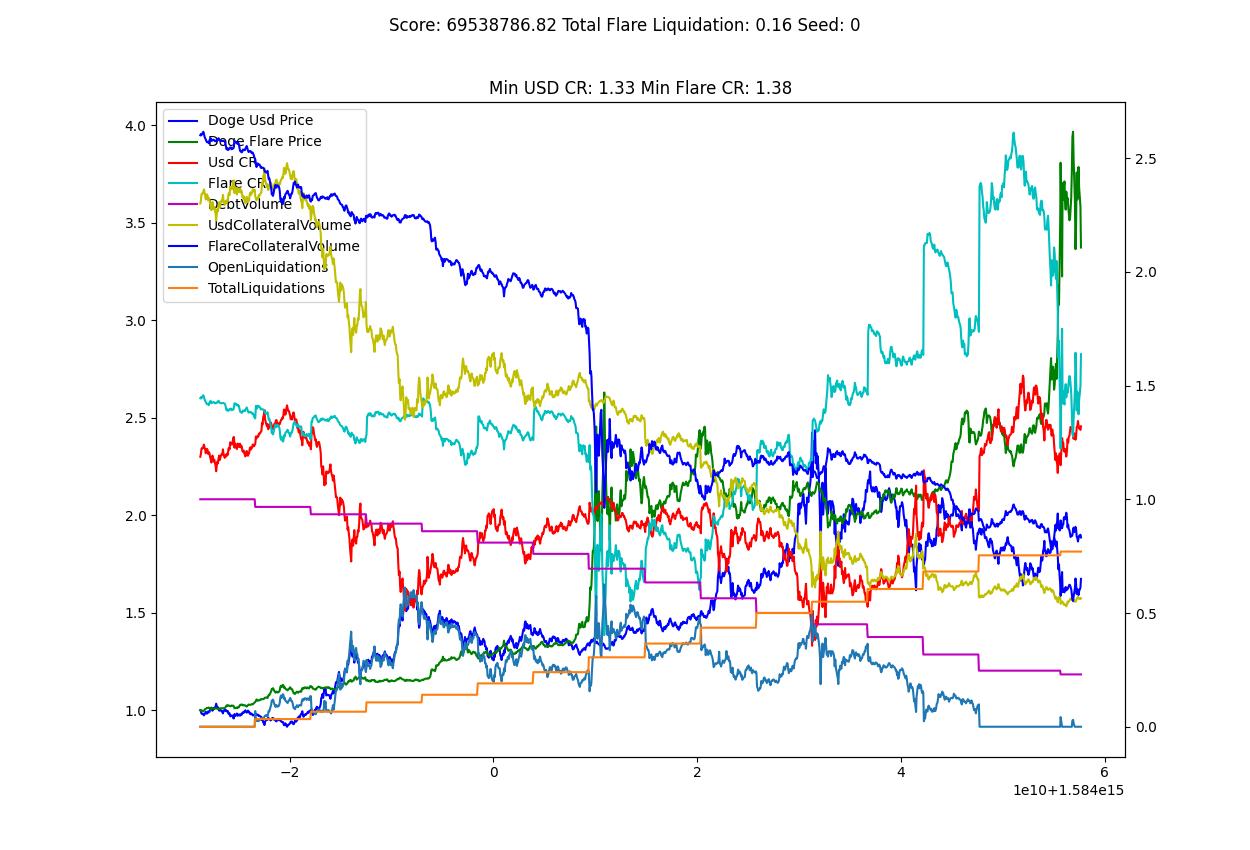 Score: 69538786.82 Total Flare Liquidation: 0.16 Seed: 0
Min USD CR: 1.33 Min Flare CR: 1.38
Doge Usd Price
Doge Flare Price
Usd CR
Flare CR
DebtVolume
UsdCollateralVolume
FlareCollateralVolume
OpenLiquidations
TotalLiquidations
4.0
3.5
3.0
2.5
2.0
1.5
1.0
2.5
2.0
1.5
1.0
0.5
0.0
−2
0
2
4
6
1e10+1.584e15